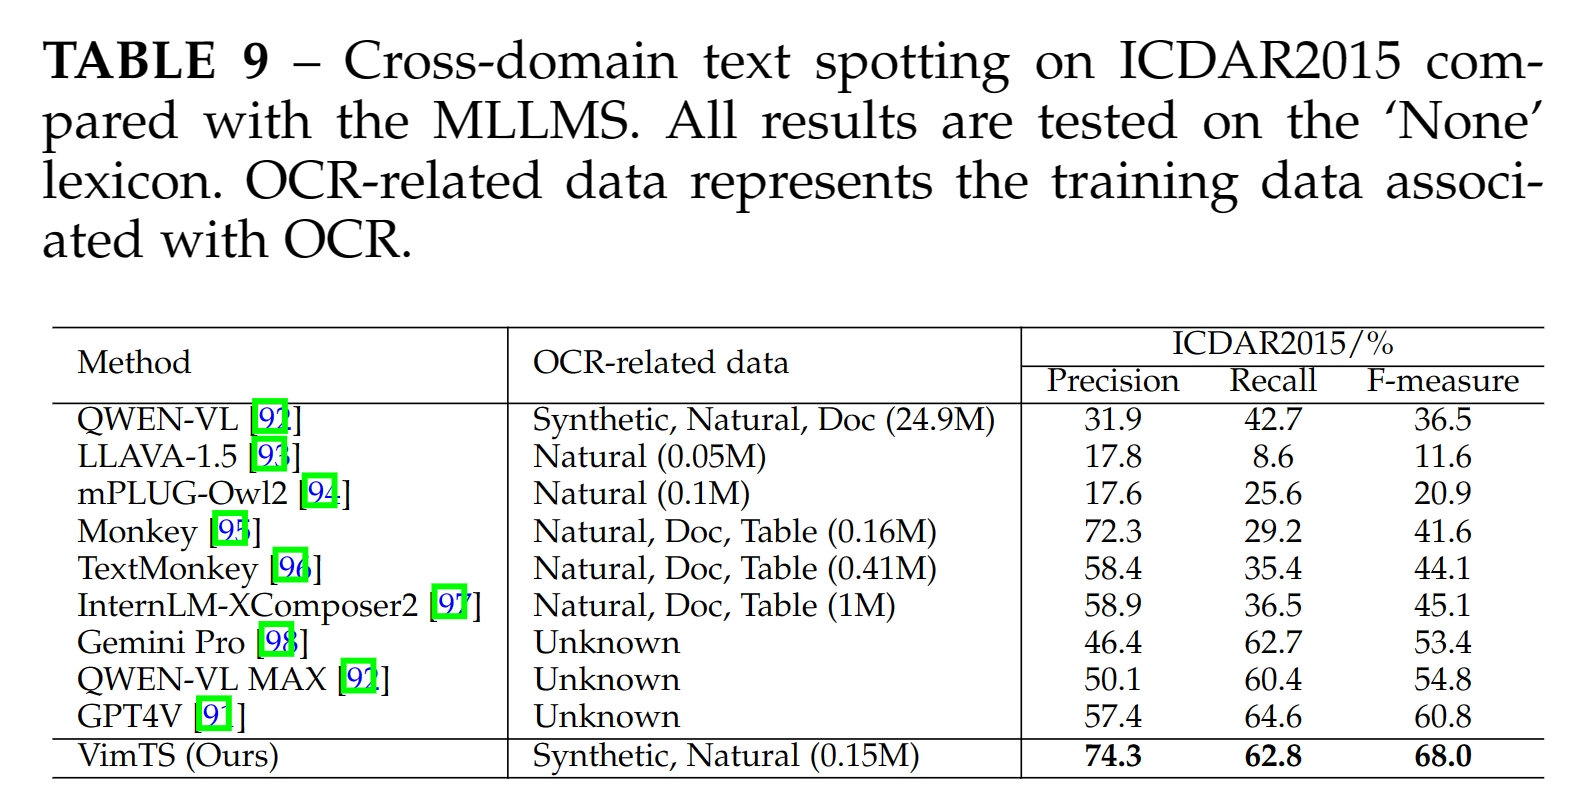 TABLE 9 – Cross-domain text spotting on ICDAR2015 com-
pared with the MLLMS. All results are tested on the ‘None’
lexicon. OCR-related data represents the training data associ-
ated with OCR.
Method OCR-related data ICDAR2015/%
Precision Recall F-measure
QWEN-VL [92] Synthetic, Natural, Doc (24.9M) 31.9 42.7 36.5
LLAVA-1.5 [93] Natural (0.05M) 17.8 8.6 11.6
mPLUG-Owl2 [94] Natural (0.1M) 17.6 25.6 20.9
Monkey [95] Natural, Doc, Table (0.16M) 72.3 29.2 41.6
TextMonkey [96] Natural, Doc, Table (0.41M) 58.4 35.4 44.1
InternLM-XComposer2 [97] Natural, Doc, Table (1M) 58.9 36.5 45.1
Gemini Pro [98] Unknown 46.4 62.7 53.4
QWEN-VL MAX [92] Unknown 50.1 60.4 54.8
GPT4V [91] Unknown 57.4 64.6 60.8
VimTS (Ours) Synthetic, Natural (0.15M) 74.3 62.8 68.0